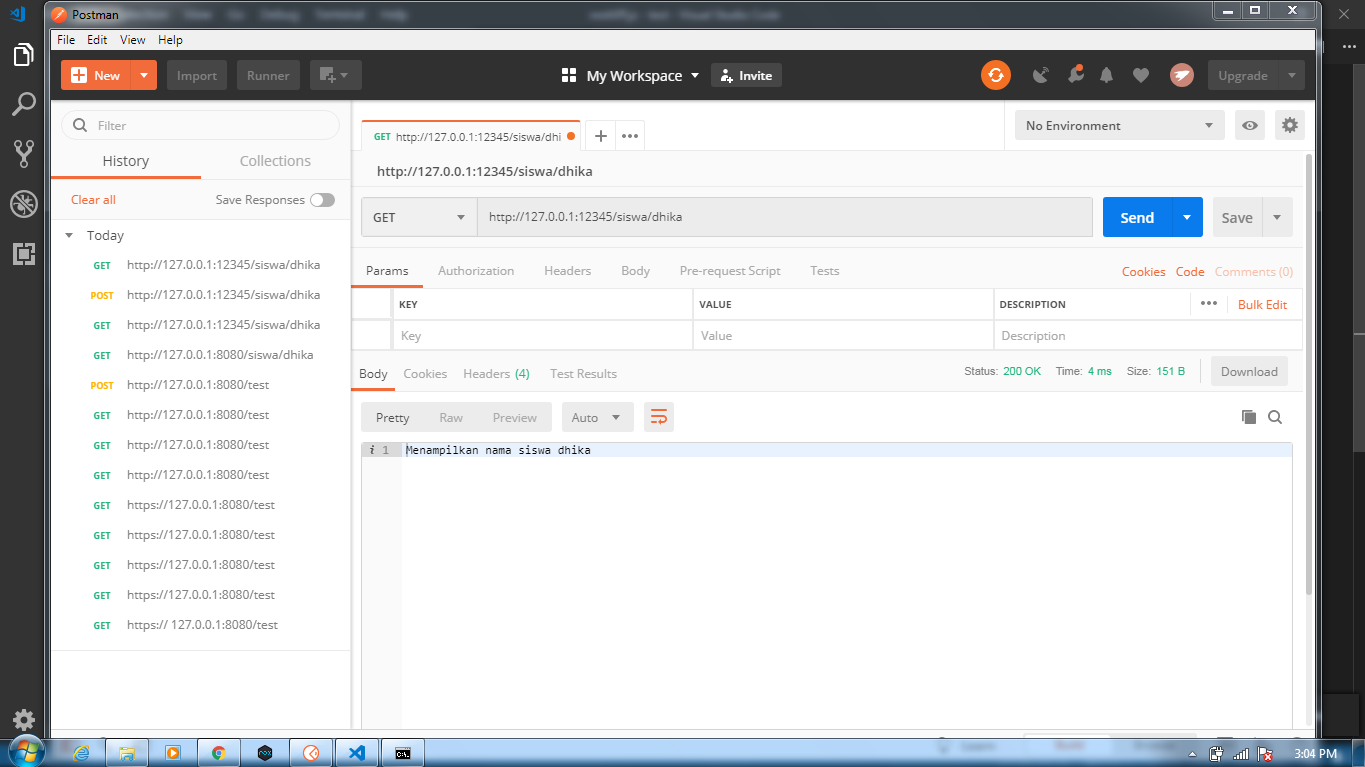 Postman
File Edit View Help
New Import Runner My Workspace Invite Upgrade
Filter
History Collections
Clear all Save Responses
Today
GET http://127.0.0.1:12345/siswa/dhika
POST http://127.0.0.1:12345/siswa/dhika
GET http://127.0.0.1:12345/siswa/dhika
GET http://127.0.0.1:8080/siswa/dhika
POST http://127.0.0.1:8080/test
GET http://127.0.0.1:8080/test
GET http://127.0.0.1:8080/test
GET http://127.0.0.1:8080/test
GET https://127.0.0.1:8080/test
GET https://127.0.0.1:8080/test
GET https://127.0.0.1:8080/test
GET https://127.0.0.1:8080/test
GET https:// 127.0.0.1:8080/test
GET http://127.0.0.1:12345/siswa/dhi
No Environment
http://127.0.0.1:12345/siswa/dhika
GET http://127.0.0.1:12345/siswa/dhika Send Save
Params Authorization Headers Body Pre-request Script Tests Cookies Code Comments (0)
KEY VALUE DESCRIPTION Bulk Edit
Key Value Description
Body Cookies Headers (4) Test Results Status: 200 OK Time: 4 ms Size: 151 B Download
Pretty Raw Preview Auto
i 1 Menampilkan nama siswa dhika
3:04 PM